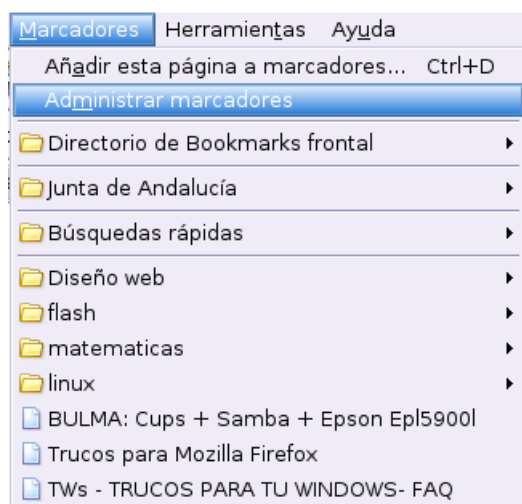 Marcadores Herramientas Ayuda
Añadir esta página a marcadores... Ctrl+D
Administrar marcadores
Directorio de Bookmarks frontal
Junta de Andalucía
Búsquedas rápidas
Diseño web
flash
matematicas
linux
BULMA: Cups + Samba + Epson Epl5900l
Trucos para Mozilla Firefox
TWs - TRUCOS PARA TU WINDOWS- FAQ